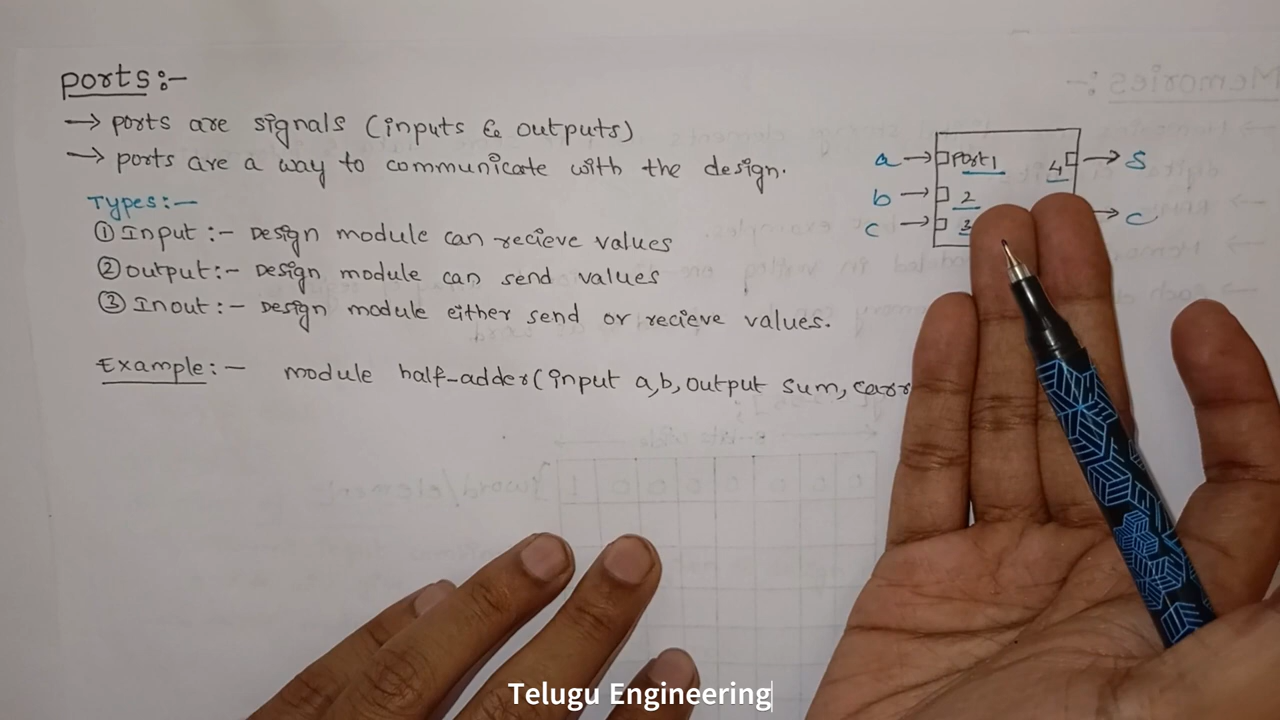 Ports:-
→ ports are signals (inputs & outputs)
→ ports are a way to communicate with the design.
Types:-
① Input :- Design module can recieve values
② output:- Design module can send values
③ Inout :- Design module either send or recieve values.
Example:- module half-adder(input a,b, output sum, carr
a → Port1 4 → S
b → 2
c → 3 → C
Telugu Engineering